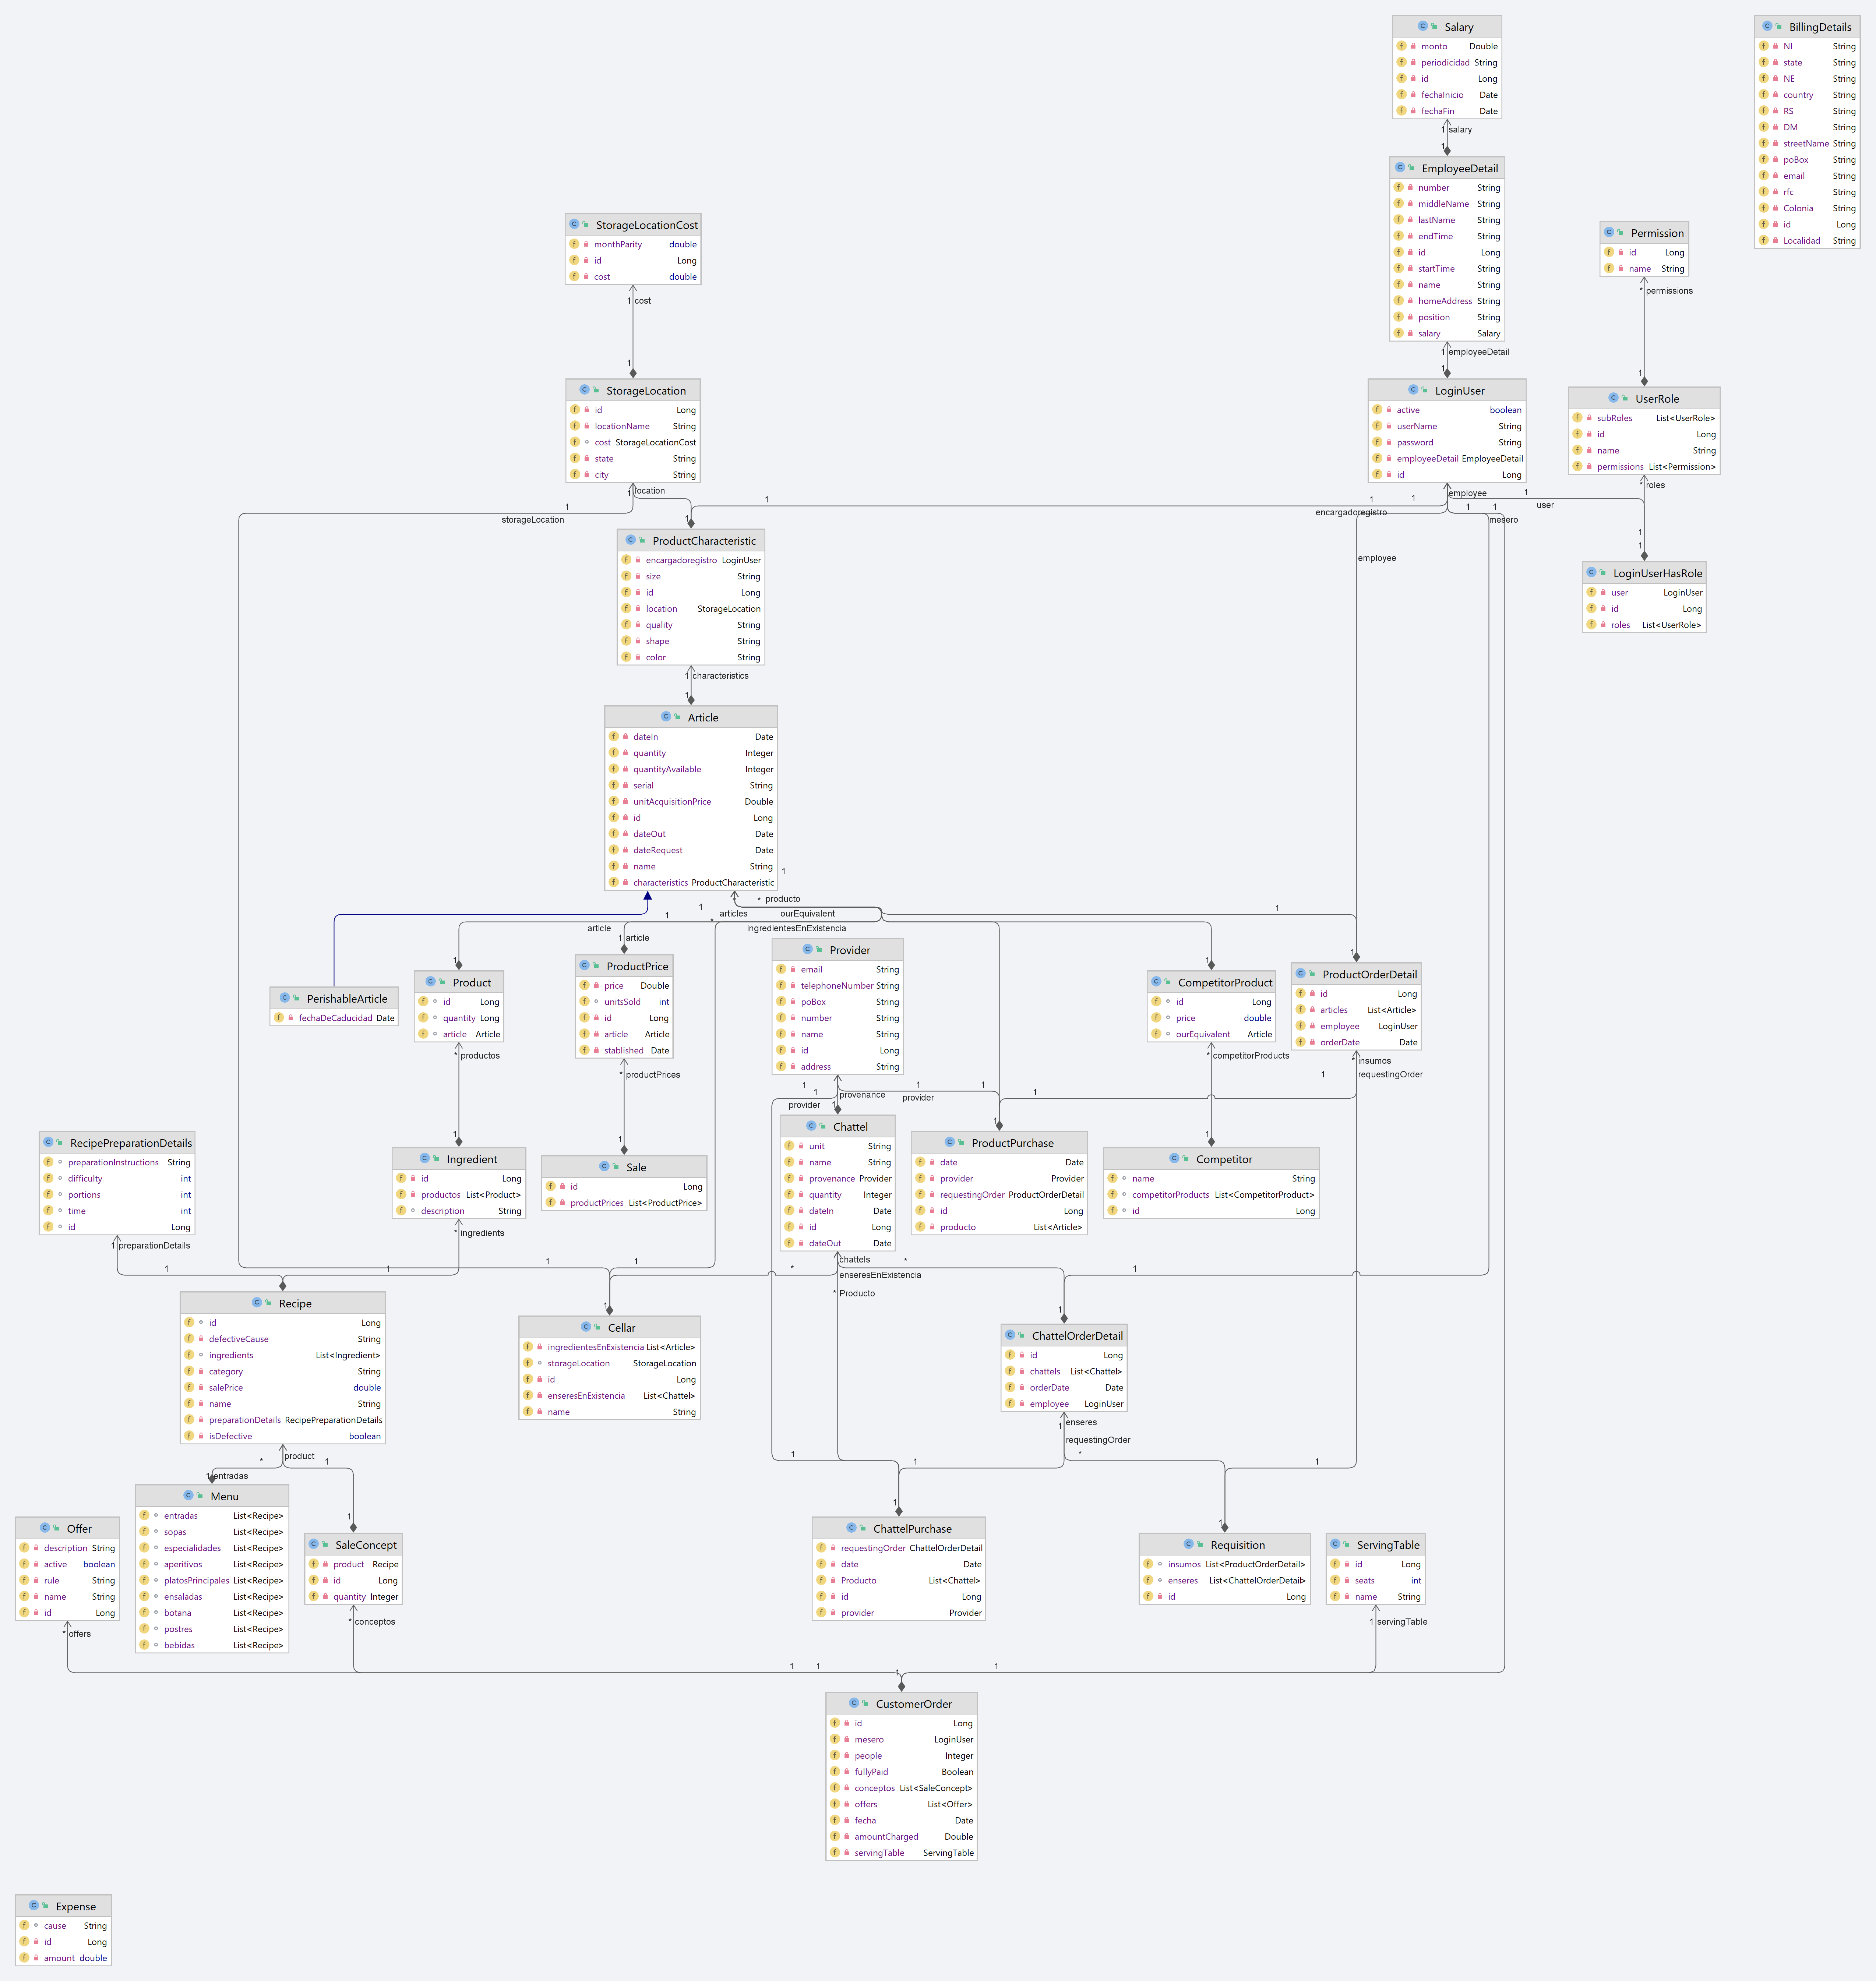 Salary
monto Double
periodicidad String
id Long
fechaInicio Date
fechaFin Date
1 salary
1
BillingDetails
NI String
state String
NE String
country String
RS String
DM String
streetName String
poBox String
email String
rfc String
Colonia String
id Long
Localidad String
EmployeeDetail
number String
middleName String
lastName String
endTime String
id Long
startTime String
name String
homeAddress String
position String
salary Salary
1 employeeDetail
1
StorageLocationCost
monthParity double
id Long
cost double
1 cost
1
Permission
id Long
name String
* permissions
1
StorageLocation
id Long
locationName String
cost StorageLocationCost
state String
city String
LoginUser
active boolean
userName String
password String
employeeDetail EmployeeDetail
id Long
UserRole
subRoles List<UserRole>
id Long
name String
permissions List<Permission>
* roles
1 location
1
storageLocation
1
1
1
encargadoregistro
1
employee
1
user
1
1
mesero
employee
1
1
1
ProductCharacteristic
encargadoregistro LoginUser
size String
id Long
location StorageLocation
quality String
shape String
color String
1 characteristics
1
LoginUserHasRole
user LoginUser
id Long
roles List<UserRole>
Article
dateIn Date
quantity Integer
quantityAvailable Integer
serial String
unitAcquisitionPrice Double
id Long
dateOut Date
dateRequest Date
name String
characteristics ProductCharacteristic
1
* producto
1
articles
ourEquivalent
1
1
*
article
1 article
ingredientesEnExistencia
1
1
1
PerishableArticle
fechaDeCaducidad Date
Product
id Long
quantity Long
article Article
* productos
1
ProductPrice
price Double
unitsSold int
id Long
article Article
stablished Date
* productPrices
1
Provider
email String
telephoneNumber String
poBox String
number String
name String
id Long
address String
CompetitorProduct
id Long
price double
ourEquivalent Article
* competitorProducts
1
ProductOrderDetail
id Long
articles List<Article>
employee LoginUser
orderDate Date
* insumos
1
requestingOrder
1
1
1
1
provenance
provider
1
provider
1
1
1
RecipePreparationDetails
preparationInstructions String
difficulty int
portions int
time int
id Long
1 preparationDetails
Ingredient
id Long
productos List<Product>
description String
* ingredients
Sale
id Long
productPrices List<ProductPrice>
Chattel
unit String
name String
provenance Provider
quantity Integer
dateIn Date
id Long
dateOut Date
ProductPurchase
date Date
provider Provider
requestingOrder ProductOrderDetail
id Long
producto List<Article>
Competitor
name String
competitorProducts List<CompetitorProduct>
id Long
1
1
1
1
*
chattels
*
enseresEnExistencia
* Producto
1
1
1
Recipe
id Long
defectiveCause String
ingredients List<Ingredient>
category String
salePrice double
name String
preparationDetails RecipePreparationDetails
isDefective boolean
Cellar
ingredientesEnExistencia List<Article>
storageLocation StorageLocation
id Long
enseresEnExistencia List<Chattel>
name String
ChattelOrderDetail
id Long
chattels List<Chattel>
orderDate Date
employee LoginUser
enseres
1
requestingOrder
*
product
*
1
1 entradas
1
1
1
1
1
1
Menu
entradas List<Recipe>
sopas List<Recipe>
especialidades List<Recipe>
aperitivos List<Recipe>
platosPrincipales List<Recipe>
ensaladas List<Recipe>
botana List<Recipe>
postres List<Recipe>
bebidas List<Recipe>
Offer
description String
active boolean
rule String
name String
id Long
* offers
SaleConcept
product Recipe
id Long
quantity Integer
* conceptos
ChattelPurchase
requestingOrder ChattelOrderDetail
date Date
Producto List<Chattel>
id Long
provider Provider
Requisition
insumos List<ProductOrderDetail>
enseres List<ChattelOrderDetail>
id Long
ServingTable
id Long
seats int
name String
1 servingTable
1
1
1
1
CustomerOrder
id Long
mesero LoginUser
people Integer
fullyPaid Boolean
conceptos List<SaleConcept>
offers List<Offer>
fecha Date
amountCharged Double
servingTable ServingTable
Expense
cause String
id Long
amount double